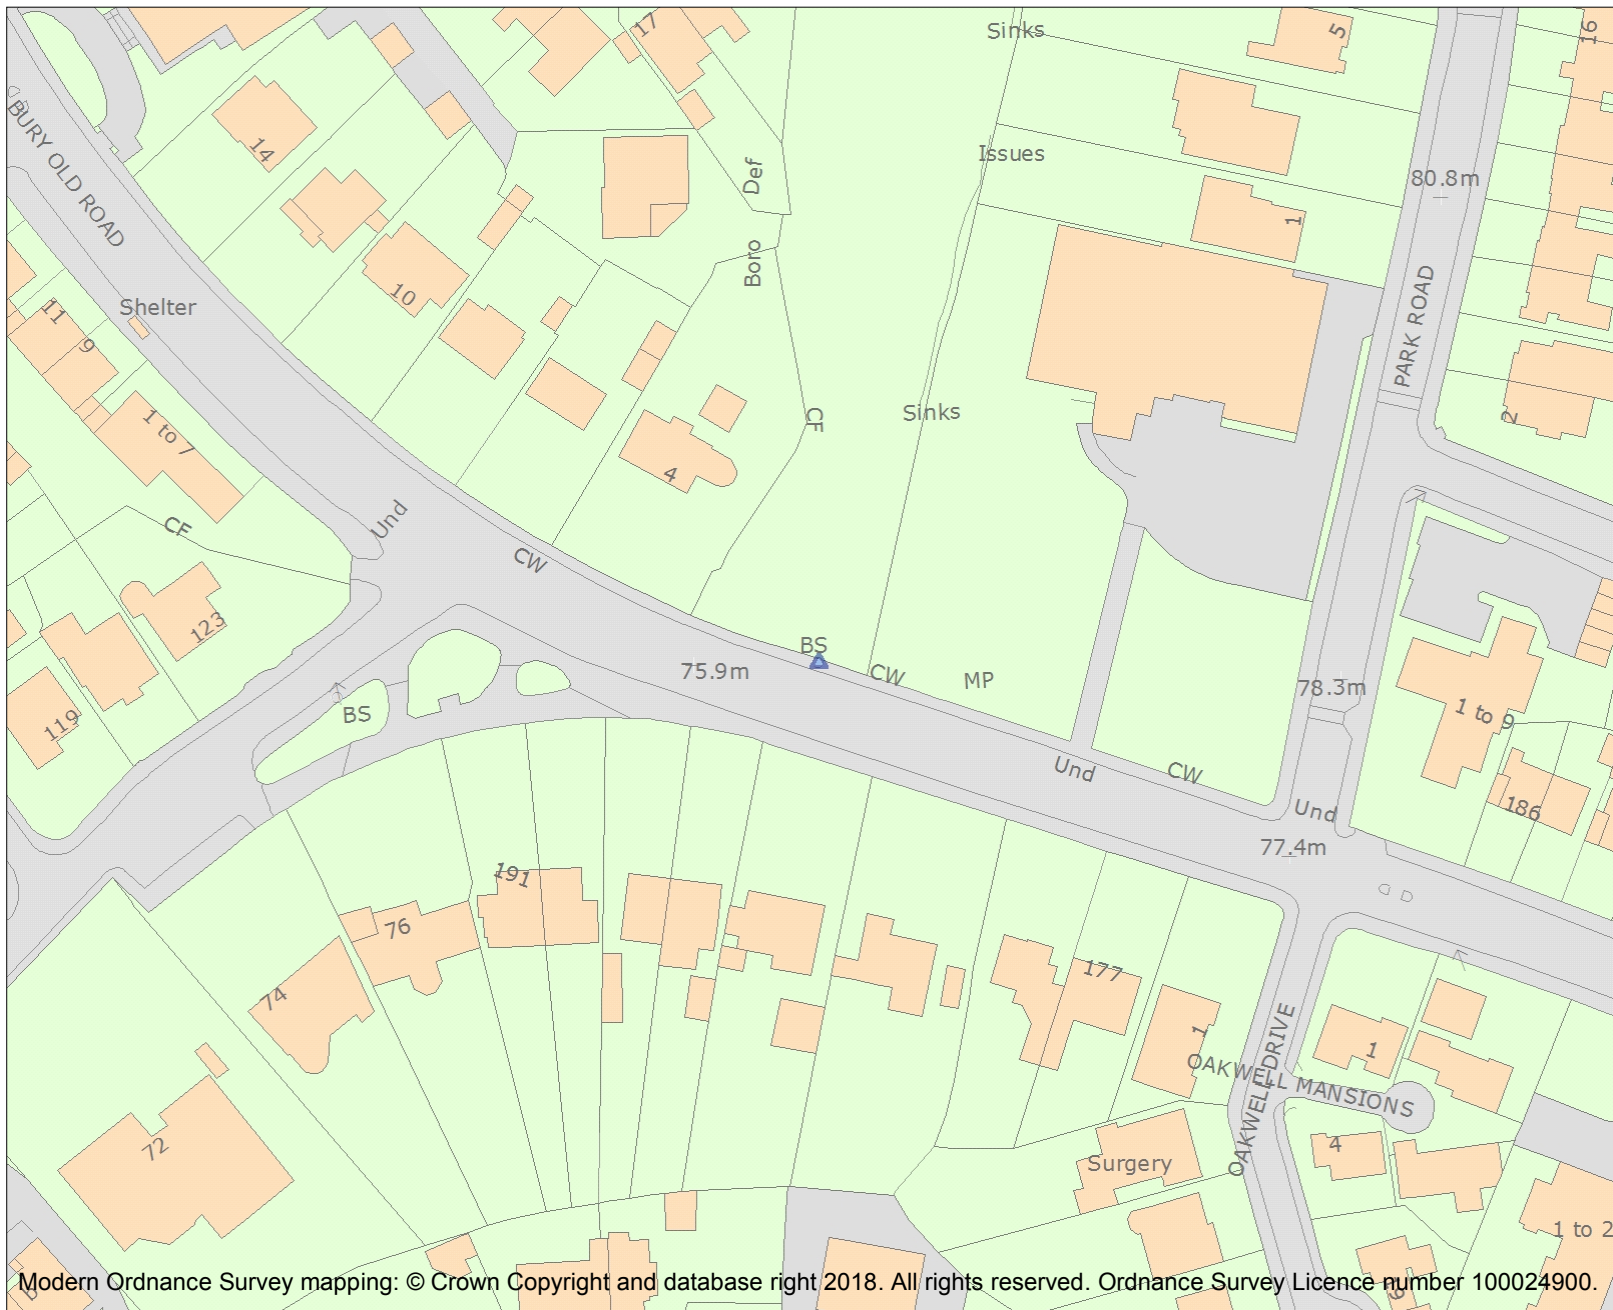 Sinks
17
5
16
BURY OLD ROAD
14
Issues
Def
80.8m
1
Boro
10
Shelter
11
9
PARK ROAD
1 to 7
CF
Sinks
2
4
CF
Und
CW
123
BS
CW
MP
75.9m
78.3m
119
BS
1 to 9
Und
CW
Und
186
77.4m
191
76
177
74
1
1
OAKWELL DRIVE
OAKWELL MANSIONS
72
4
Surgery
1 to 2
Modern Ordnance Survey mapping: © Crown Copyright and database right 2018. All rights reserved. Ordnance Survey Licence number 100024900.